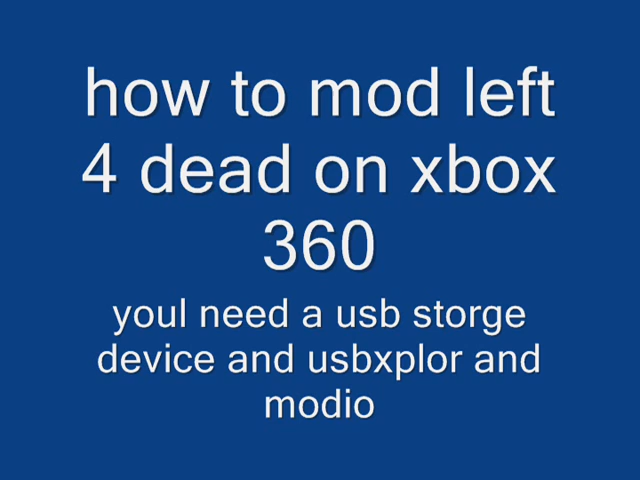 how to mod left
4 dead on xbox
360
youl need a usb storge
device and usbxplor and
modio